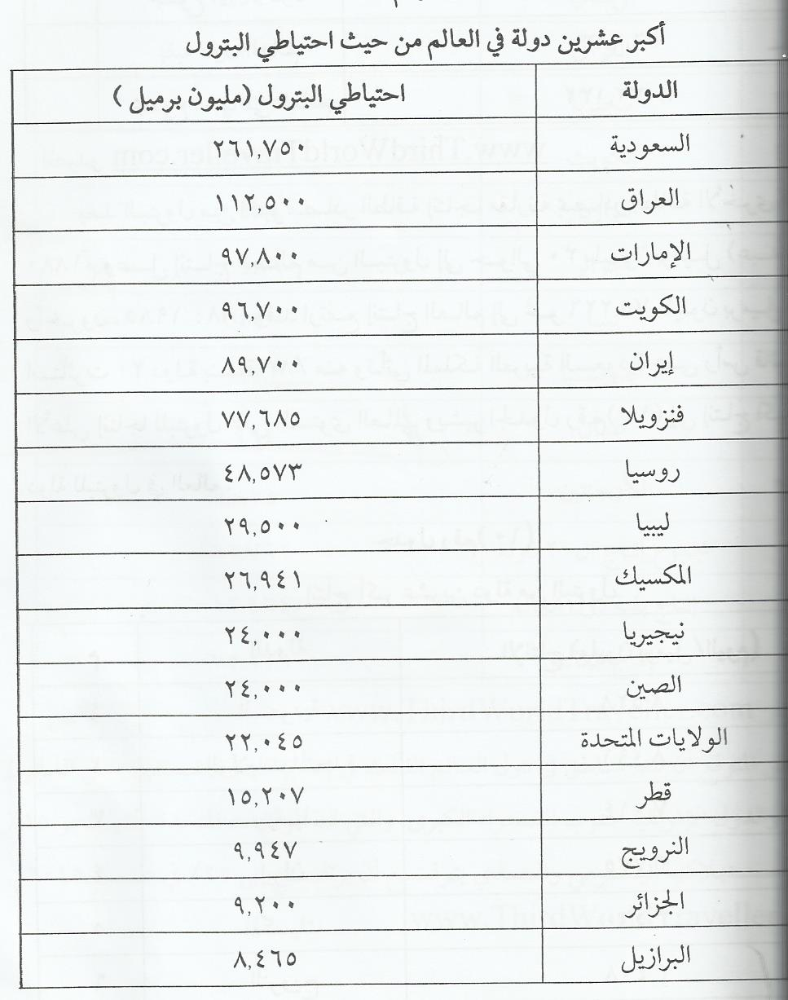 أكبر عشرين دولة في العالم من حيث احتياطي البترول
الدولة احتياطي البترول (مليون برميل)
السعودية ٢٦١,٧٥٠
العراق ١١٢,٥٠٠
الإمارات ٩٧,٨٠٠
الكويت ٩٦,٧٠٠
إيران ٨٩,٧٠٠
فنزويلا ٧٧,٦٨٥
روسيا ٤٨,٥٧٣
ليبيا ٢٩,٥٠٠
المكسيك ٢٦,٩٤١
نيجيريا ٢٤,٠٠٠
الصين ٢٤,٠٠٠
الولايات المتحدة ٢٢,٠٤٥
قطر ١٥,٢٠٧
النرويج ٩,٩٤٧
الجزائر ٩,٢٠٠
البرازيل ٨,٤٦٥